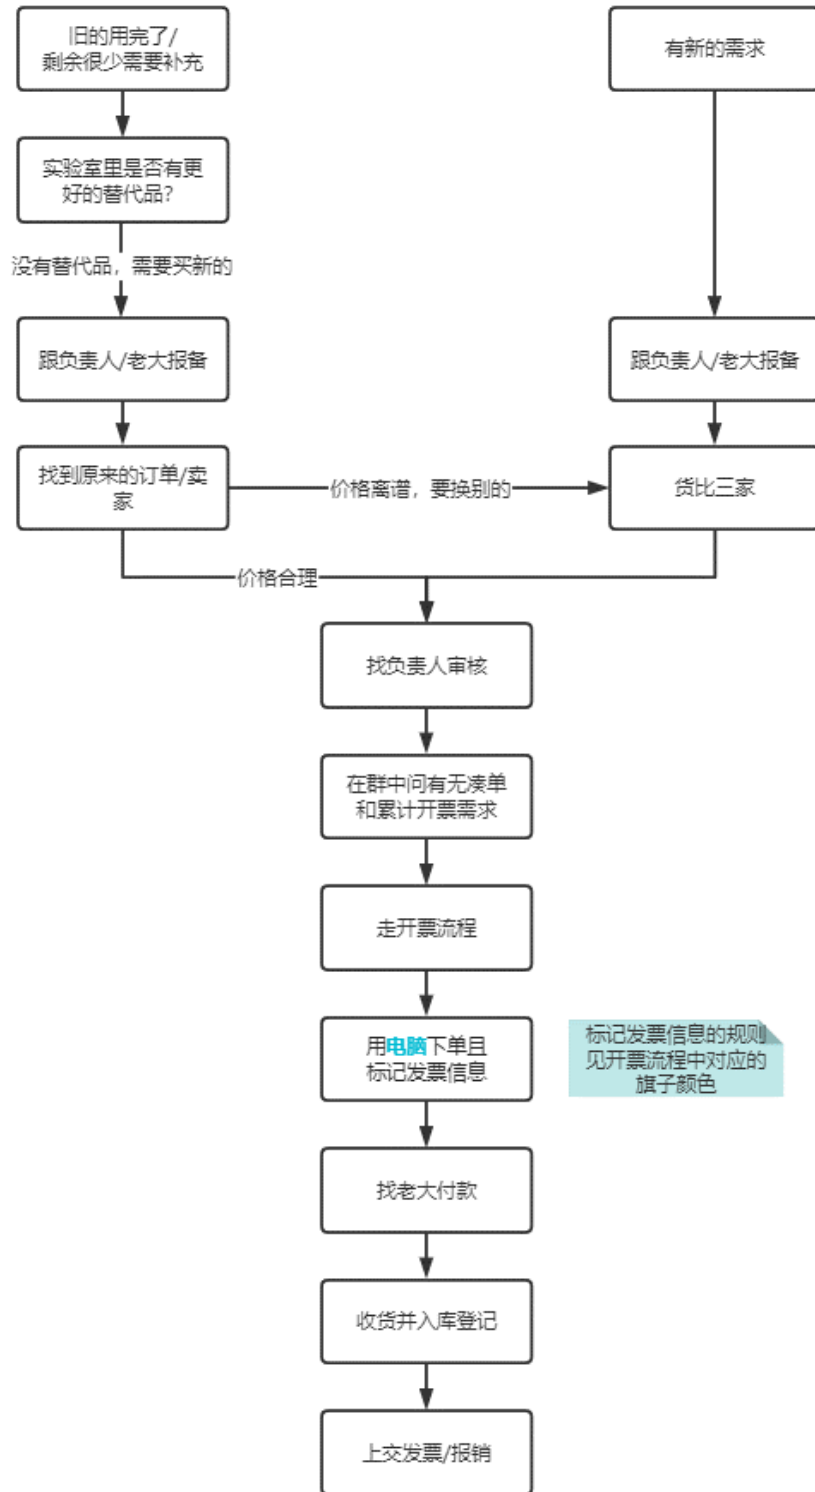 旧的用完了/
剩余很少需要补充
有新的需求
实验室里是否有更
好的替代品？
没有替代品，需要买新的
跟负责人/老大报备
跟负责人/老大报备
找到原来的订单/卖
家
价格离谱，要换别的
货比三家
价格合理
找负责人审核
在群中问有无凑单
和累计开票需求
走开票流程
用电脑下单且
标记发票信息
标记发票信息的规则
见开票流程中对应的
旗子颜色
找老大付款
收货并入库登记
上交发票/报销